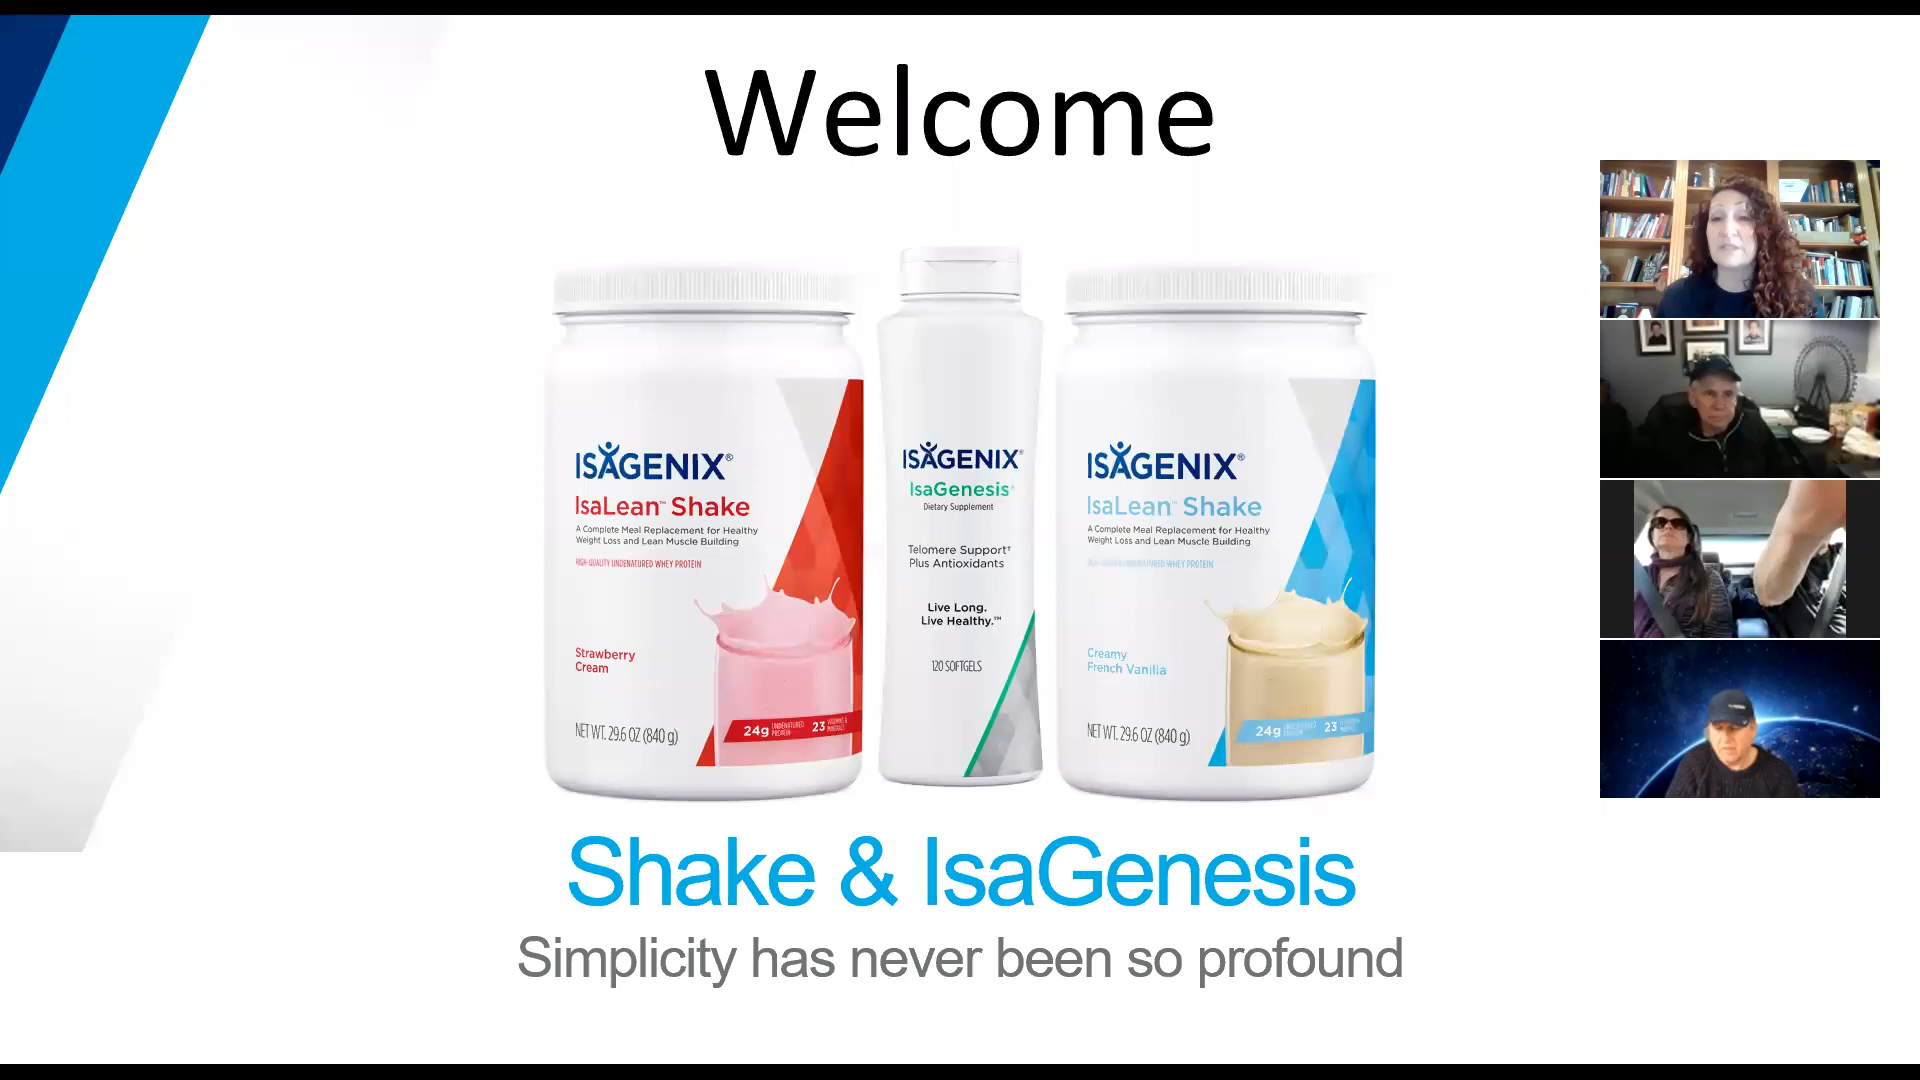 Welcome
ISAGENIX®
IsaLean™ Shake
A Complete Meal Replacement for Healthy
Weight Loss and Lean Muscle Building
HIGH-QUALITY UNDENATURED WHEY PROTEIN
Strawberry
Cream
24g UNDENATURED PROTEIN 23 VITAMINS & MINERALS
NET WT. 29.6 OZ (840 g)
ISAGENIX®
IsaGenesis®
Dietary Supplement
Telomere Support†
Plus Antioxidants
Live Long.
Live Healthy.™
120 SOFTGELS
ISAGENIX®
IsaLean™ Shake
A Complete Meal Replacement for Healthy
Weight Loss and Lean Muscle Building
Creamy
French Vanilla
24g 23
NET WT. 29.6 OZ (840 g)
Shake & IsaGenesis
Simplicity has never been so profound